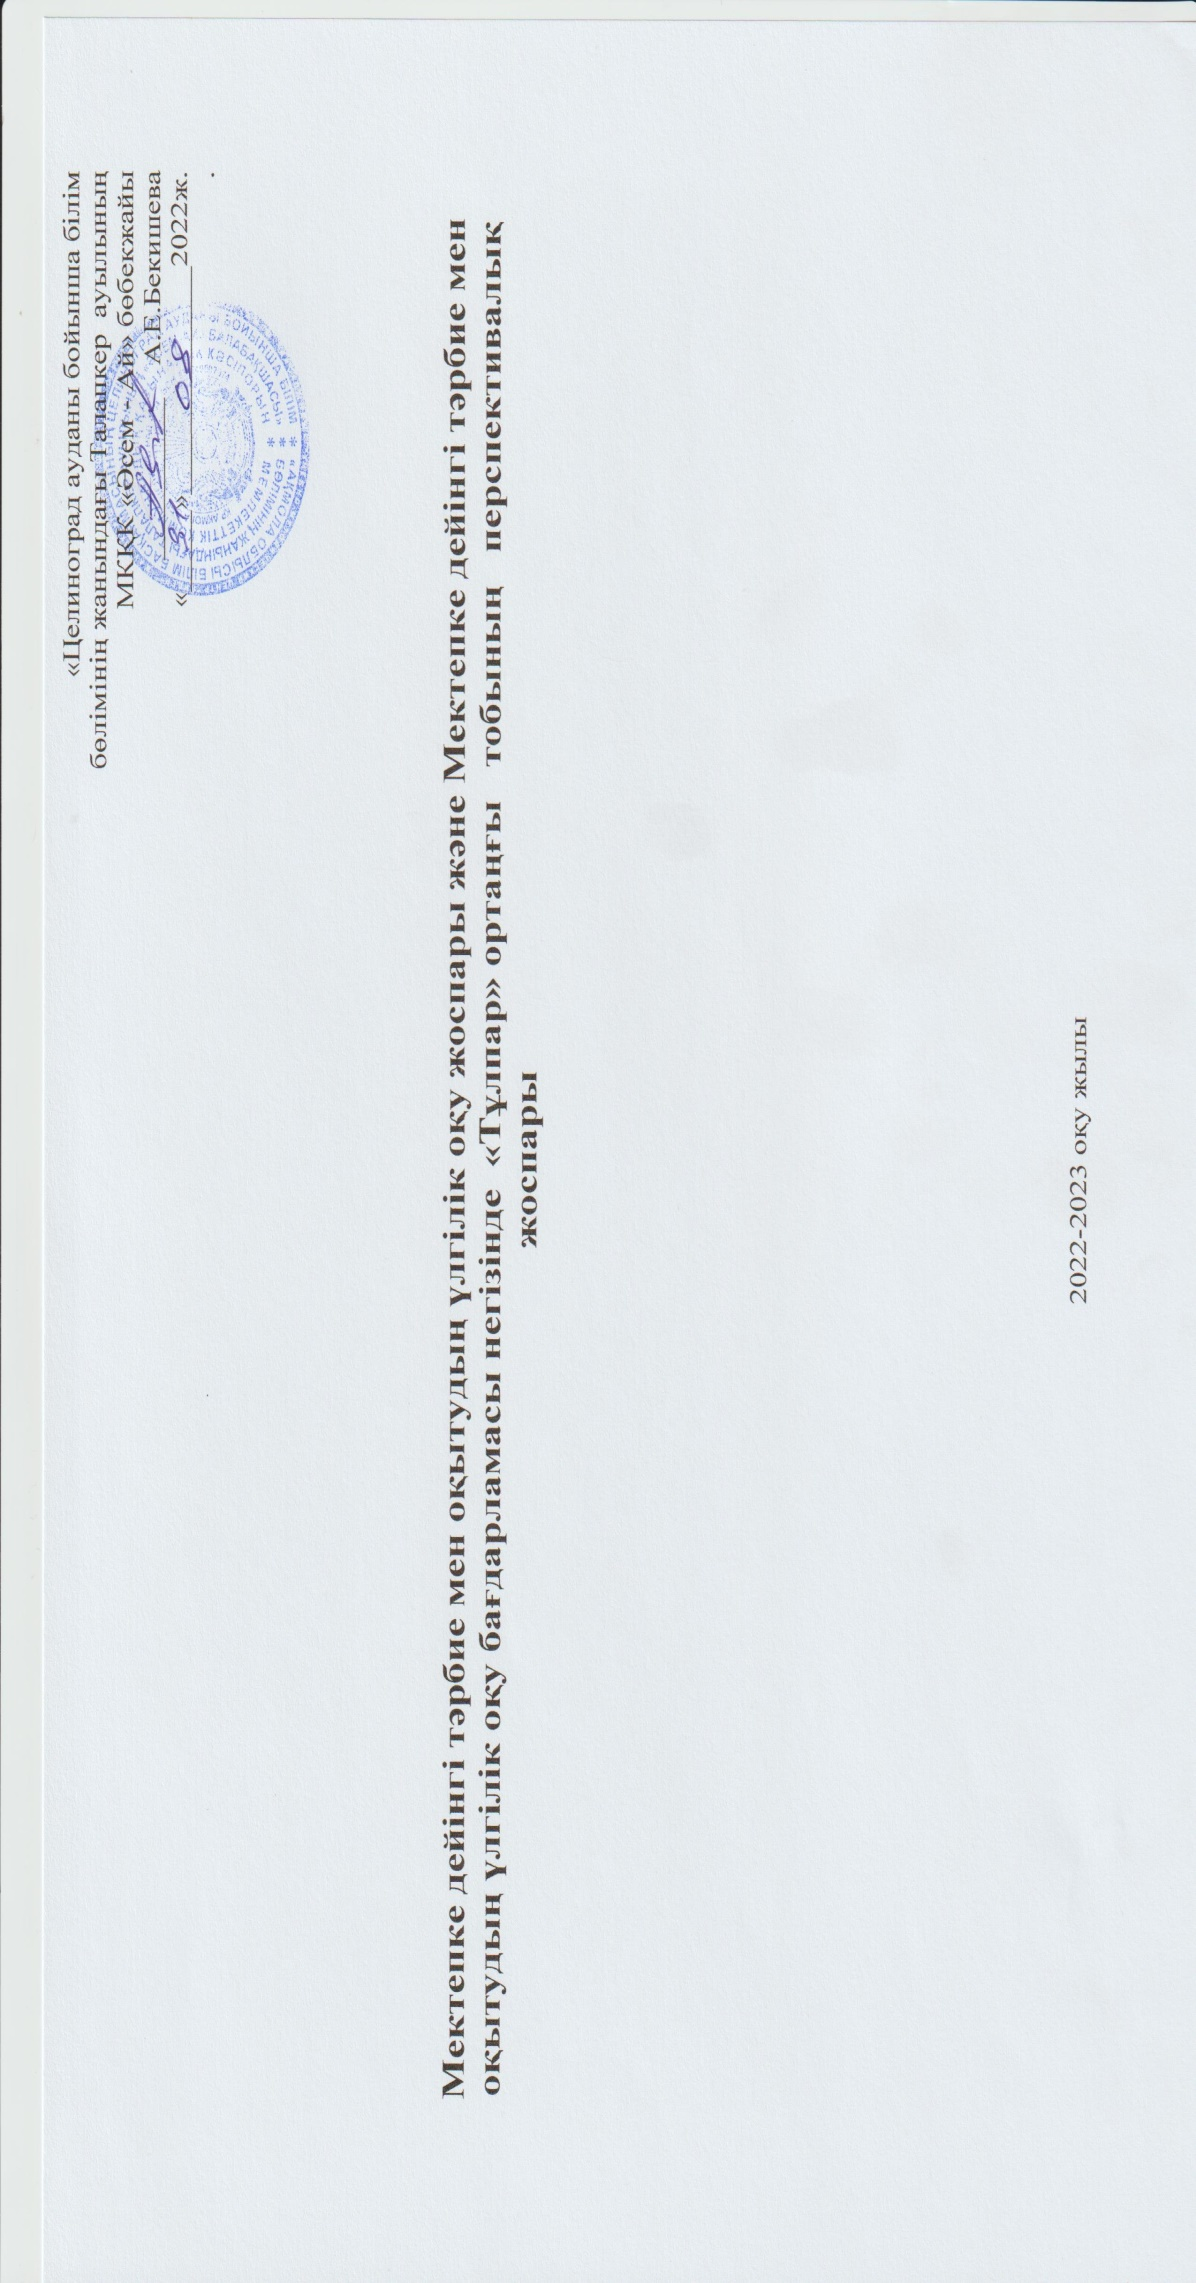 «Целиноград ауданы бойынша білім
бөлімінің жанындағы Талапкер ауылының
МКҚК «Әсем - Ай» бөбекжайы
А.Е.Бекишева
« » 08 2022ж.
.
Мектепке дейінгі тәрбие мен оқытудың үлгілік оқу жоспары және Мектепке дейінгі тәрбие мен
оқытудың үлгілік оқу бағдарламасы негізінде «Тұлпар» ортаңғы тобының перспективалық
жоспары
2022-2023 оқу жылы